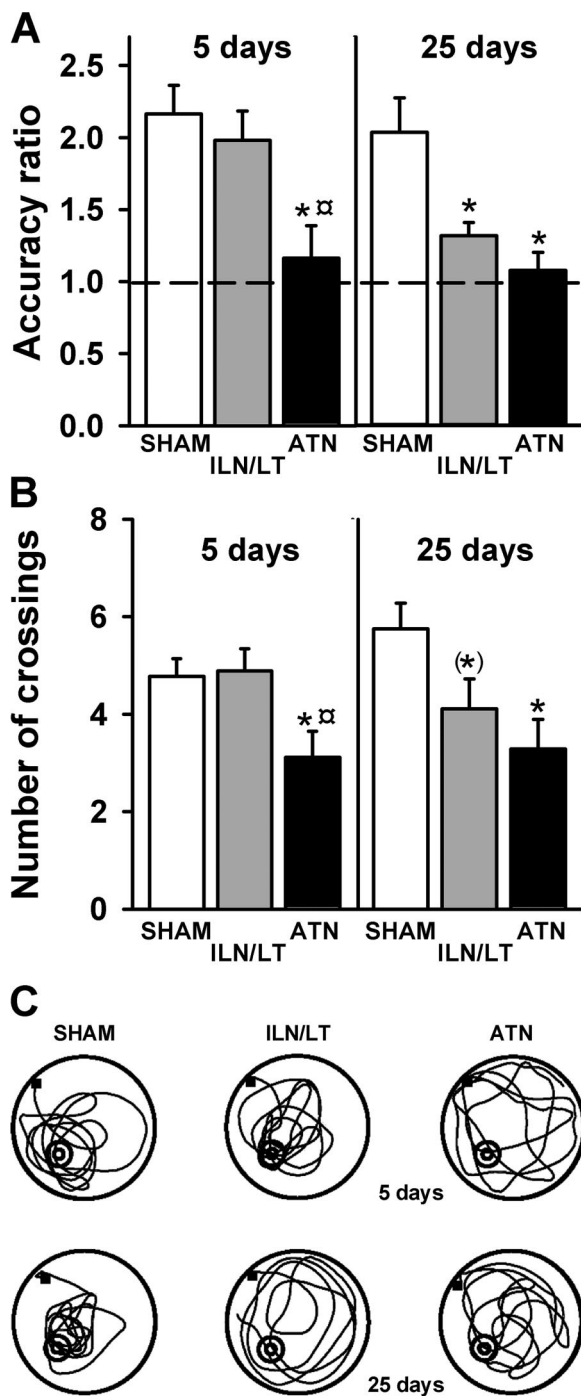 A
5 days
25 days
Accuracy ratio
2.5
2.0
1.5
1.0
0.5
0.0
*¤
*
*
SHAM
ILN/LT
ATN
SHAM
ILN/LT
ATN
B
5 days
25 days
Number of crossings
8
6
4
2
0
*¤
(*)
*
SHAM
ILN/LT
ATN
SHAM
ILN/LT
ATN
C
SHAM
ILN/LT
ATN
5 days
25 days